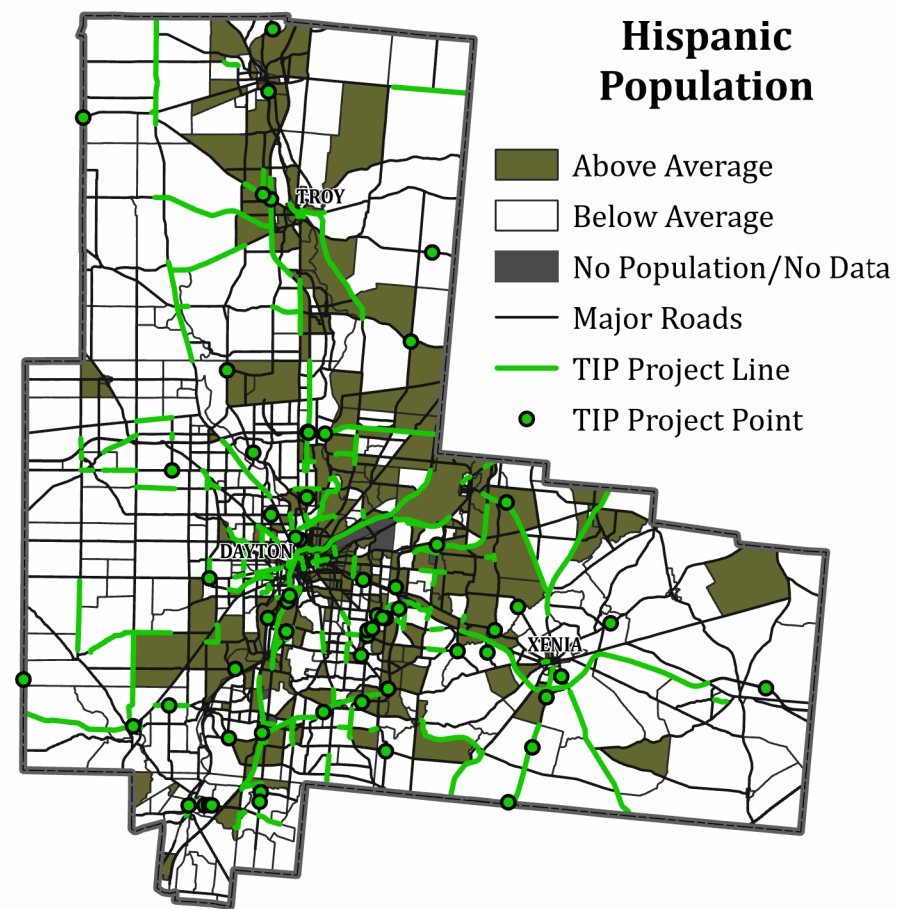 Hispanic
Population
Above Average
Below Average
No Population/No Data
Major Roads
TIP Project Line
TIP Project Point
TROY
DAYTON
XENIA